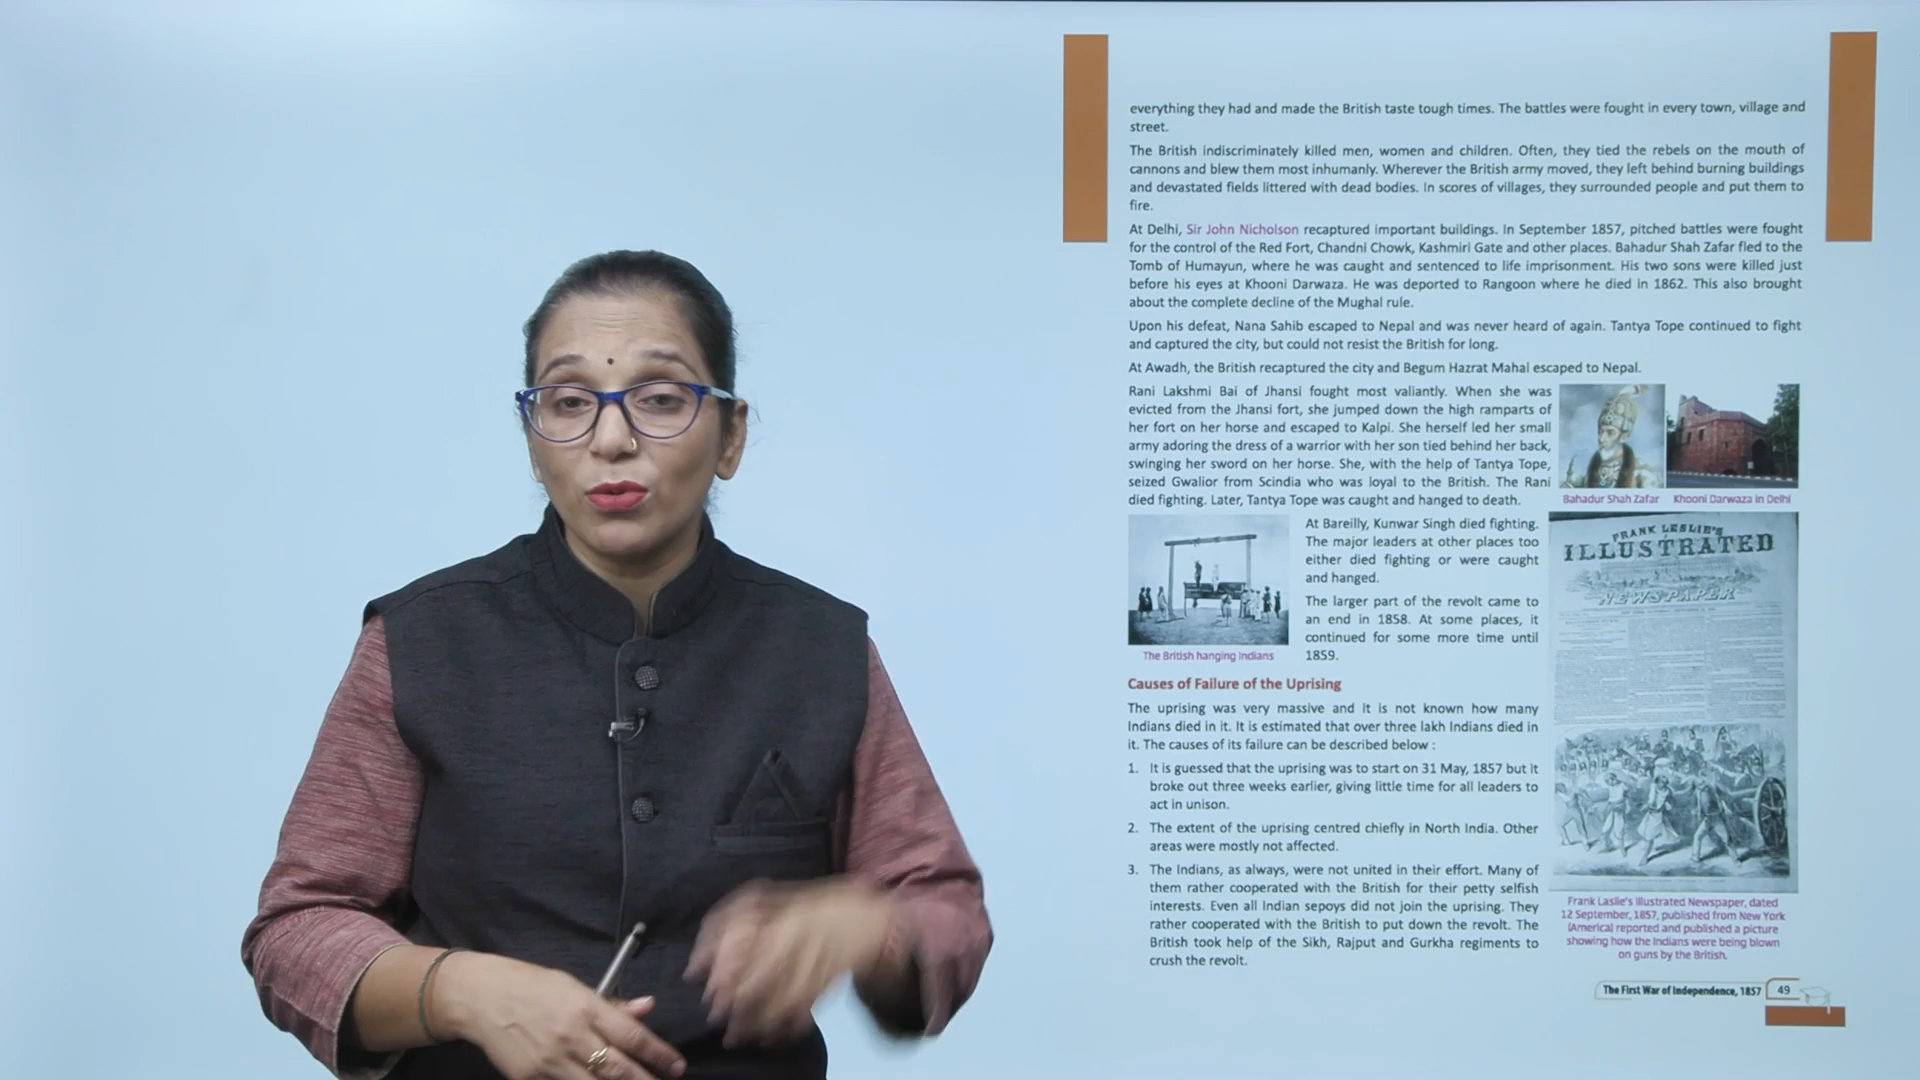 everything they had and made the British taste tough times. The battles were fought in every town, village and
street.
The British indiscriminately killed men, women and children. Often, they tied the rebels on the mouth of
cannons and blew them most inhumanly. Wherever the British army moved, they left behind burning buildings
and devastated fields littered with dead bodies. In scores of villages, they surrounded people and put them to
fire.
At Delhi, Sir John Nicholson recaptured important buildings. In September 1857, pitched battles were fought
for the control of the Red Fort, Chandni Chowk, Kashmiri Gate and other places. Bahadur Shah Zafar fled to the
Tomb of Humayun, where he was caught and sentenced to life imprisonment. His two sons were killed just
before his eyes at Khooni Darwaza. He was deported to Rangoon where he died in 1862. This also brought
about the complete decline of the Mughal rule.
Upon his defeat, Nana Sahib escaped to Nepal and was never heard of again. Tantya Tope continued to fight
and captured the city, but could not resist the British for long.
At Awadh, the British recaptured the city and Begum Hazrat Mahal escaped to Nepal.
Rani Lakshmi Bai of Jhansi fought most valiantly. When she was
evicted from the Jhansi fort, she jumped down the high ramparts of
her fort on her horse and escaped to Kalpi. She herself led her small
army adoring the dress of a warrior with her son tied behind her back,
swinging her sword on her horse. She, with the help of Tantya Tope,
seized Gwalior from Scindia who was loyal to the British. The Rani
died fighting. Later, Tantya Tope was caught and hanged to death.
Bahadur Shah Zafar
Khooni Darwaza in Delhi
At Bareilly, Kunwar Singh died fighting.
The major leaders at other places too
either died fighting or were caught
and hanged.
The larger part of the revolt came to
an end in 1858. At some places, it
continued for some more time until
1859.
The British hanging Indians
FRANK LESLIE'S
ILLUSTRATED
NEWSPAPER
Causes of Failure of the Uprising
The uprising was very massive and it is not known how many
Indians died in it. It is estimated that over three lakh Indians died in
it. The causes of its failure can be described below :
1. It is guessed that the uprising was to start on 31 May, 1857 but it
broke out three weeks earlier, giving little time for all leaders to
act in unison.
2. The extent of the uprising centred chiefly in North India. Other
areas were mostly not affected.
3. The Indians, as always, were not united in their effort. Many of
them rather cooperated with the British for their petty selfish
interests. Even all Indian sepoys did not join the uprising. They
rather cooperated with the British to put down the revolt. The
British took help of the Sikh, Rajput and Gurkha regiments to
crush the revolt.
Frank Laslie's Illustrated Newspaper, dated
12 September, 1857, published from New York
(America) reported and published a picture
showing how the Indians were being blown
on guns by the British.
The First War of Independence, 1857
49